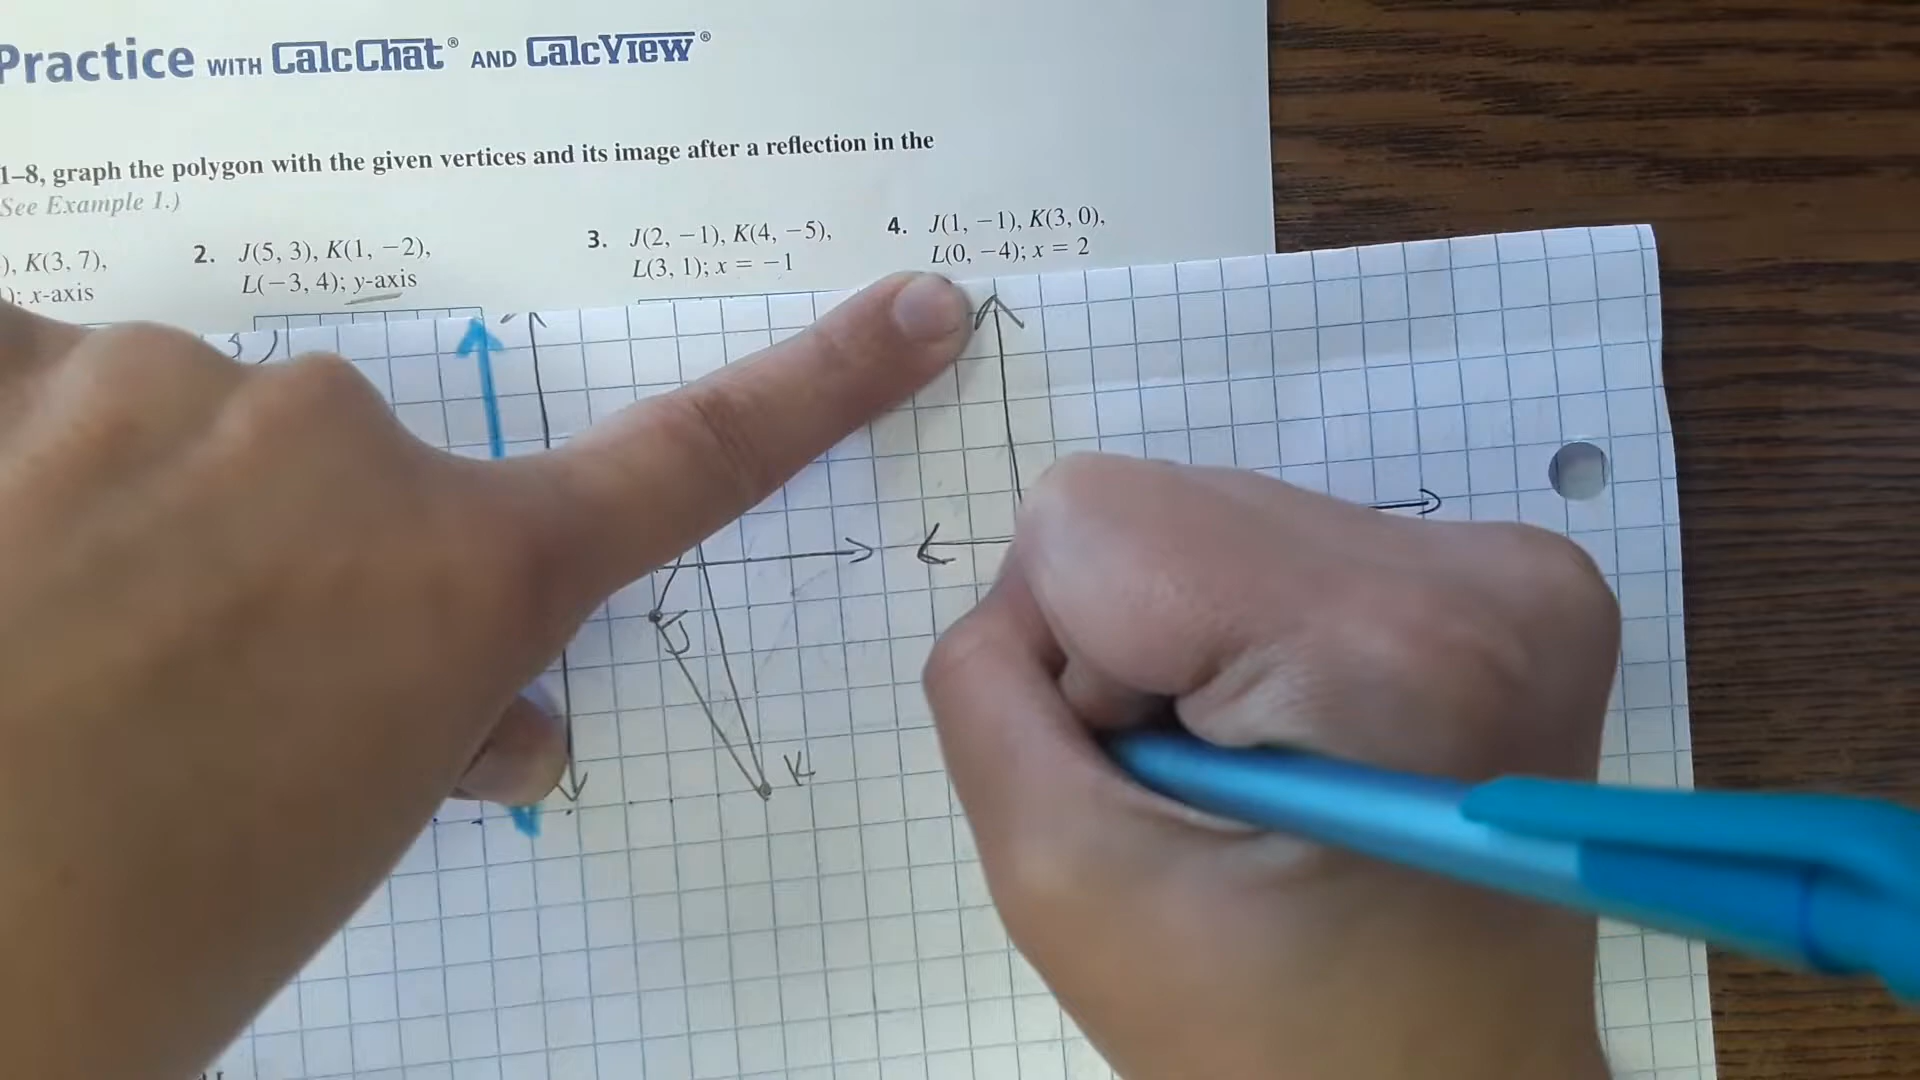 Practice WITH CalcChat® AND CalcVIEW®
1–8, graph the polygon with the given vertices and its image after a reflection in the
See Example 1.)
), K(3, 7),
); x-axis
2. J(5, 3), K(1, −2),
L(−3, 4); y-axis
3. J(2, −1), K(4, −5),
L(3, 1); x = −1
4. J(1, −1), K(3, 0),
L(0, −4); x = 2
3)
J
K